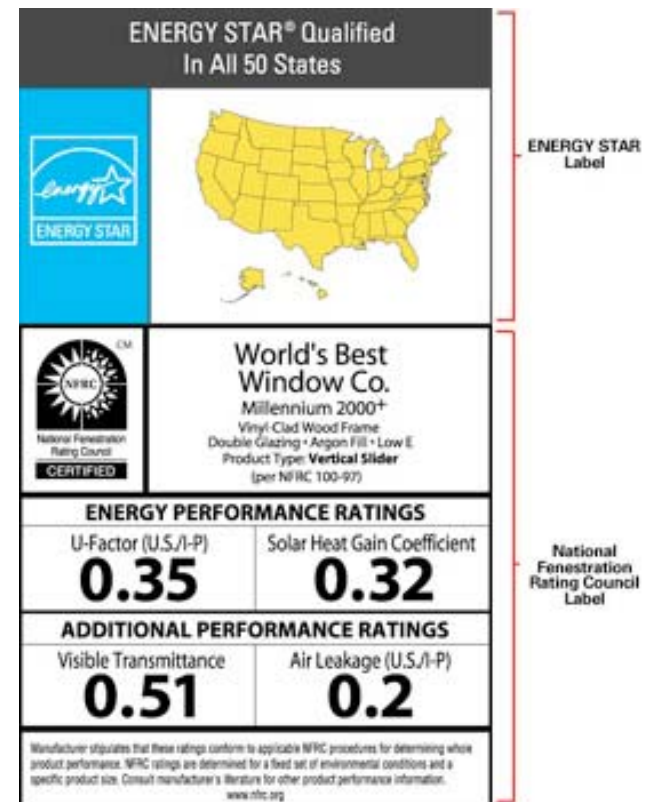 ENERGY STAR® Qualified
In All 50 States
energy
ENERGY STAR
ENERGY STAR
Label
CM
NFRC
National Fenestration
Rating Council
CERTIFIED
World's Best
Window Co.
Millennium 2000+
Vinyl-Clad Wood Frame
Double Glazing • Argon Fill • Low E
Product Type: Vertical Slider
(per NFRC 100-97)
ENERGY PERFORMANCE RATINGS
U-Factor (U.S./I-P)
0.35
Solar Heat Gain Coefficient
0.32
National
Fenestration
Rating Council
Label
ADDITIONAL PERFORMANCE RATINGS
Visible Transmittance
0.51
Air Leakage (U.S./I-P)
0.2
Manufacturer stipulates that these ratings conform to applicable NFRC procedures for determining whole
product performance. NFRC ratings are determined for a fixed set of environmental conditions and a
specific product size. Consult manufacturer's literature for other product performance information.
www.nfrc.org